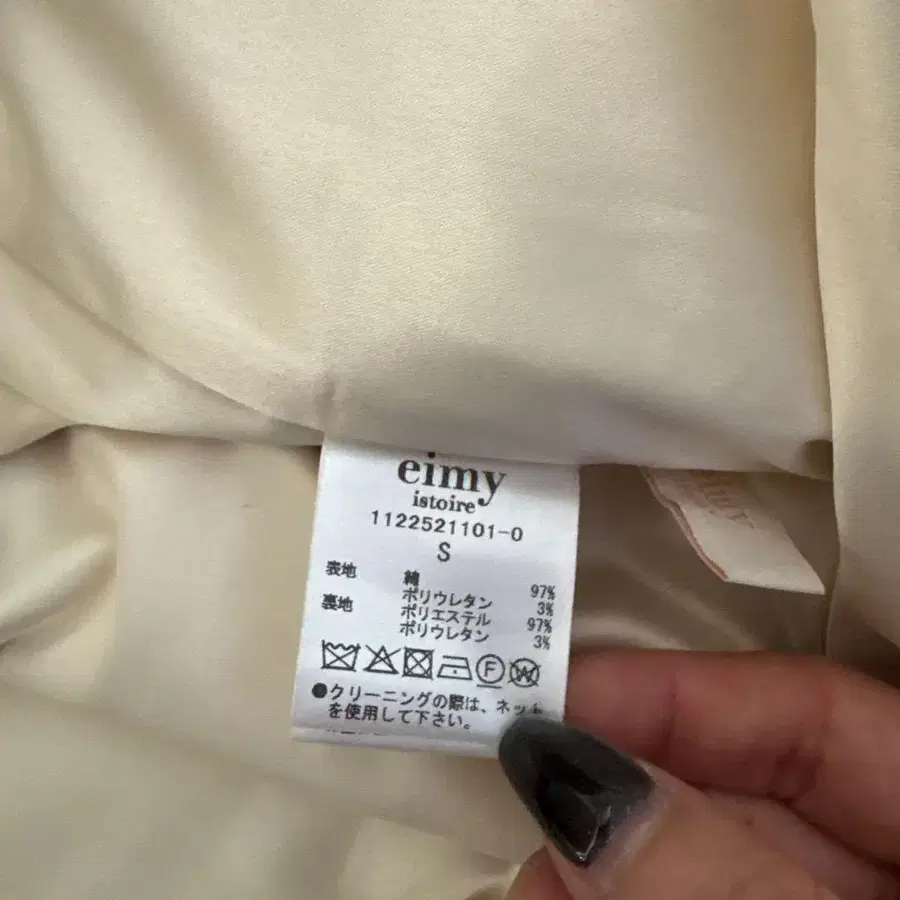 eimy
istoire
1122521101-0
S
表地 綿 97%
ポリウレタン 3%
裏地 ポリエステル 97%
ポリウレタン 3%
F W
●クリーニングの際は、ネット
を使用して下さい。
eimy